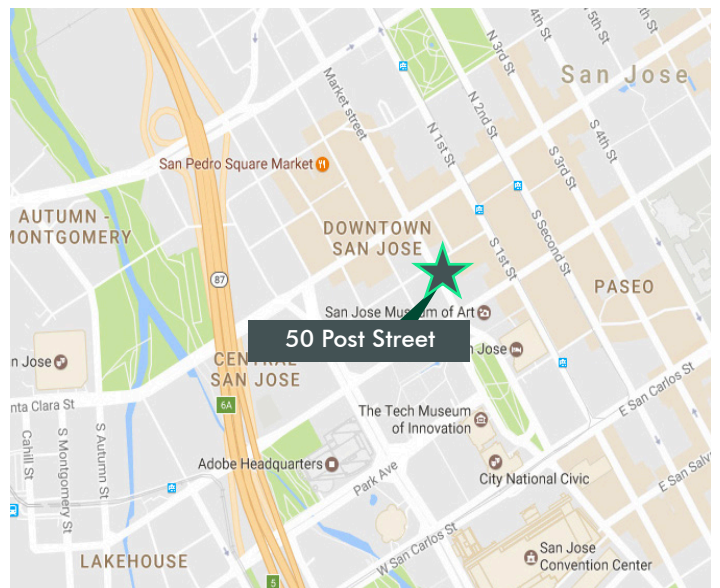 N 3rd St
S 5th St
San Jose
Market street
N 2nd St
S 4th St
N 1st St
San Pedro Square Market
S 3rd St
AUTUMN -
MONTGOMERY
DOWNTOWN
SAN JOSE
S Second St
S 1st St
87
PASEO
San Jose Museum of Art
50 Post Street
n Jose
n Jose
CENTRAL
SAN JOSE
6A
nta Clara St
E San Carlos St
The Tech Museum
of Innovation
Cahill St
S Montgomery St
S Autumn St
Adobe Headquarters
Park Ave
City National Civic
E San Salv
W San Carlos St
San Jose
Convention Center
LAKEHOUSE
5